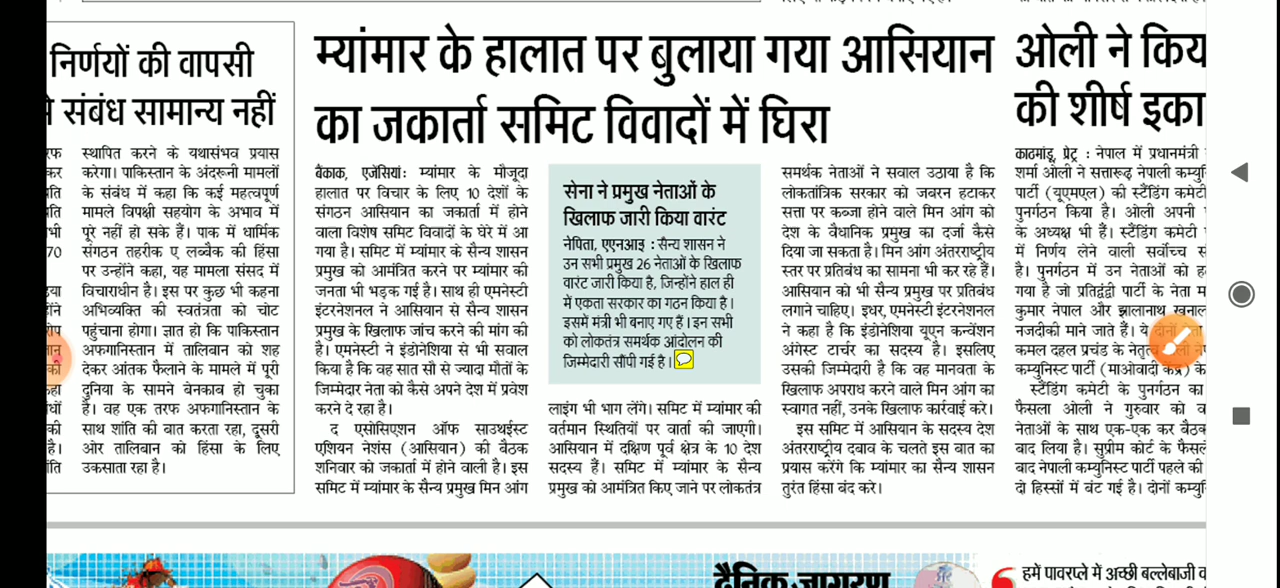 निर्णयों की वापसी
संबंध सामान्य नहीं
स्थापित करने के यथासंभव प्रयास
करेगा। पाकिस्तान के अंदरूनी मामलों
के संबंध में कहा कि कई महत्वपूर्ण
मामले विपक्षी सहयोग के अभाव में
पूरे नहीं हो सके हैं। पाक में धार्मिक
संगठन तहरीक ए लब्बैक की हिंसा
पर उन्होंने कहा, यह मामला संसद में
विचाराधीन है। इस पर कुछ भी कहना
अभिव्यक्ति की स्वतंत्रता को चोट
पहुंचाना होगा। ज्ञात हो कि पाकिस्तान
अफगानिस्तान में तालिबान को शह
देकर आंतक फैलाने के मामले में पूरी
दुनिया के सामने बेनकाब हो चुका
है। वह एक तरफ अफगानिस्तान के
साथ शांति की बात करता रहा, दूसरी
ओर तालिबान को हिंसा के लिए
उकसाता रहा है।
म्यांमार के हालात पर बुलाया गया आसियान
का जकार्ता समिट विवादों में घिरा
बैंकाक, एजेंसियां: म्यांमार के मौजूदा
हालात पर विचार के लिए 10 देशों के
संगठन आसियान का जकार्ता में होने
वाला विशेष समिट विवादों के घेरे में आ
गया है। समिट में म्यांमार के सैन्य शासन
प्रमुख को आमंत्रित करने पर म्यांमार की
जनता भी भड़क गई है। साथ ही एमनेस्टी
इंटरनेशनल ने आसियान से सैन्य शासन
प्रमुख के खिलाफ जांच करने की मांग की
है। एमनेस्टी ने इंडोनेशिया से भी सवाल
किया है कि वह सात सौ से ज्यादा मौतों के
जिम्मेदार नेता को कैसे अपने देश में प्रवेश
करने दे रहा है।
द एसोसिएशन ऑफ साउथईस्ट
एशियन नेशंस (आसियान) की बैठक
शनिवार को जकार्ता में होने वाली है। इस
समिट में म्यांमार के सैन्य प्रमुख मिन आंग
सेना ने प्रमुख नेताओं के
खिलाफ जारी किया वारंट
नेपिता, एएनआइ : सैन्य शासन ने
उन सभी प्रमुख 26 नेताओं के खिलाफ
वारंट जारी किया है, जिन्होंने हाल ही
में एकता सरकार का गठन किया है।
इसमें मंत्री भी बनाए गए हैं। इन सभी
को लोकतंत्र समर्थक आंदोलन की
जिम्मेदारी सौंपी गई है।
लाइंग भी भाग लेंगे। समिट में म्यांमार की
वर्तमान स्थितियों पर वार्ता की जाएगी।
आसियान में दक्षिण पूर्व क्षेत्र के 10 देश
सदस्य हैं। समिट में म्यांमार के सैन्य
प्रमुख को आमंत्रित किए जाने पर लोकतंत्र
समर्थक नेताओं ने सवाल उठाया है कि
लोकतांत्रिक सरकार को जबरन हटाकर
सत्ता पर कब्जा होने वाले मिन आंग को
देश के वैधानिक प्रमुख का दर्जा कैसे
दिया जा सकता है। मिन आंग अंतरराष्ट्रीय
स्तर पर प्रतिबंध का सामना भी कर रहे हैं।
आसियान को भी सैन्य प्रमुख पर प्रतिबंध
लगाने चाहिए। इधर, एमनेस्टी इंटरनेशनल
ने कहा है कि इंडोनेशिया यूएन कन्वेंशन
अंगेस्ट टार्चर का सदस्य है। इसलिए
उसकी जिम्मेदारी है कि वह मानवता के
खिलाफ अपराध करने वाले मिन आंग का
स्वागत नहीं, उनके खिलाफ कार्रवाई करे।
इस समिट में आसियान के सदस्य देश
अंतरराष्ट्रीय दबाव के चलते इस बात का
प्रयास करेंगे कि म्यांमार का सैन्य शासन
तुरंत हिंसा बंद करे।
ओली ने किय
की शीर्ष इका
काठमांडू, प्रेट्र : नेपाल में प्रधानमंत्री
शर्मा ओली ने सत्तारूढ़ नेपाली कम्यु
पार्टी (यूएमएल) की स्टैंडिंग कमेटी
पुनर्गठन किया है। ओली अपनी
के अध्यक्ष भी हैं। स्टैंडिंग कमेटी
में निर्णय लेने वाली सर्वोच्च
है। पुनर्गठन में उन नेताओं को
गया है जो प्रतिद्वंद्वी पार्टी के नेता
कुमार नेपाल और झालानाथ खनाल
नजदीकी माने जाते हैं। ये
कमल दहल प्रचंड के नेतृत्व
कम्युनिस्ट पार्टी (माओवादी केंद्र) के
स्टैंडिंग कमेटी के पुनर्गठन का
फैसला ओली ने गुरुवार को
नेताओं के साथ एक-एक कर बैठक
बाद लिया है। सुप्रीम कोर्ट के फैसले
बाद नेपाली कम्युनिस्ट पार्टी पहले की
दो हिस्सों में बंट गई है। दोनों कम्यु
दैनिक जागरण
हमें पावरप्ले में अच्छी बल्लेबाजी